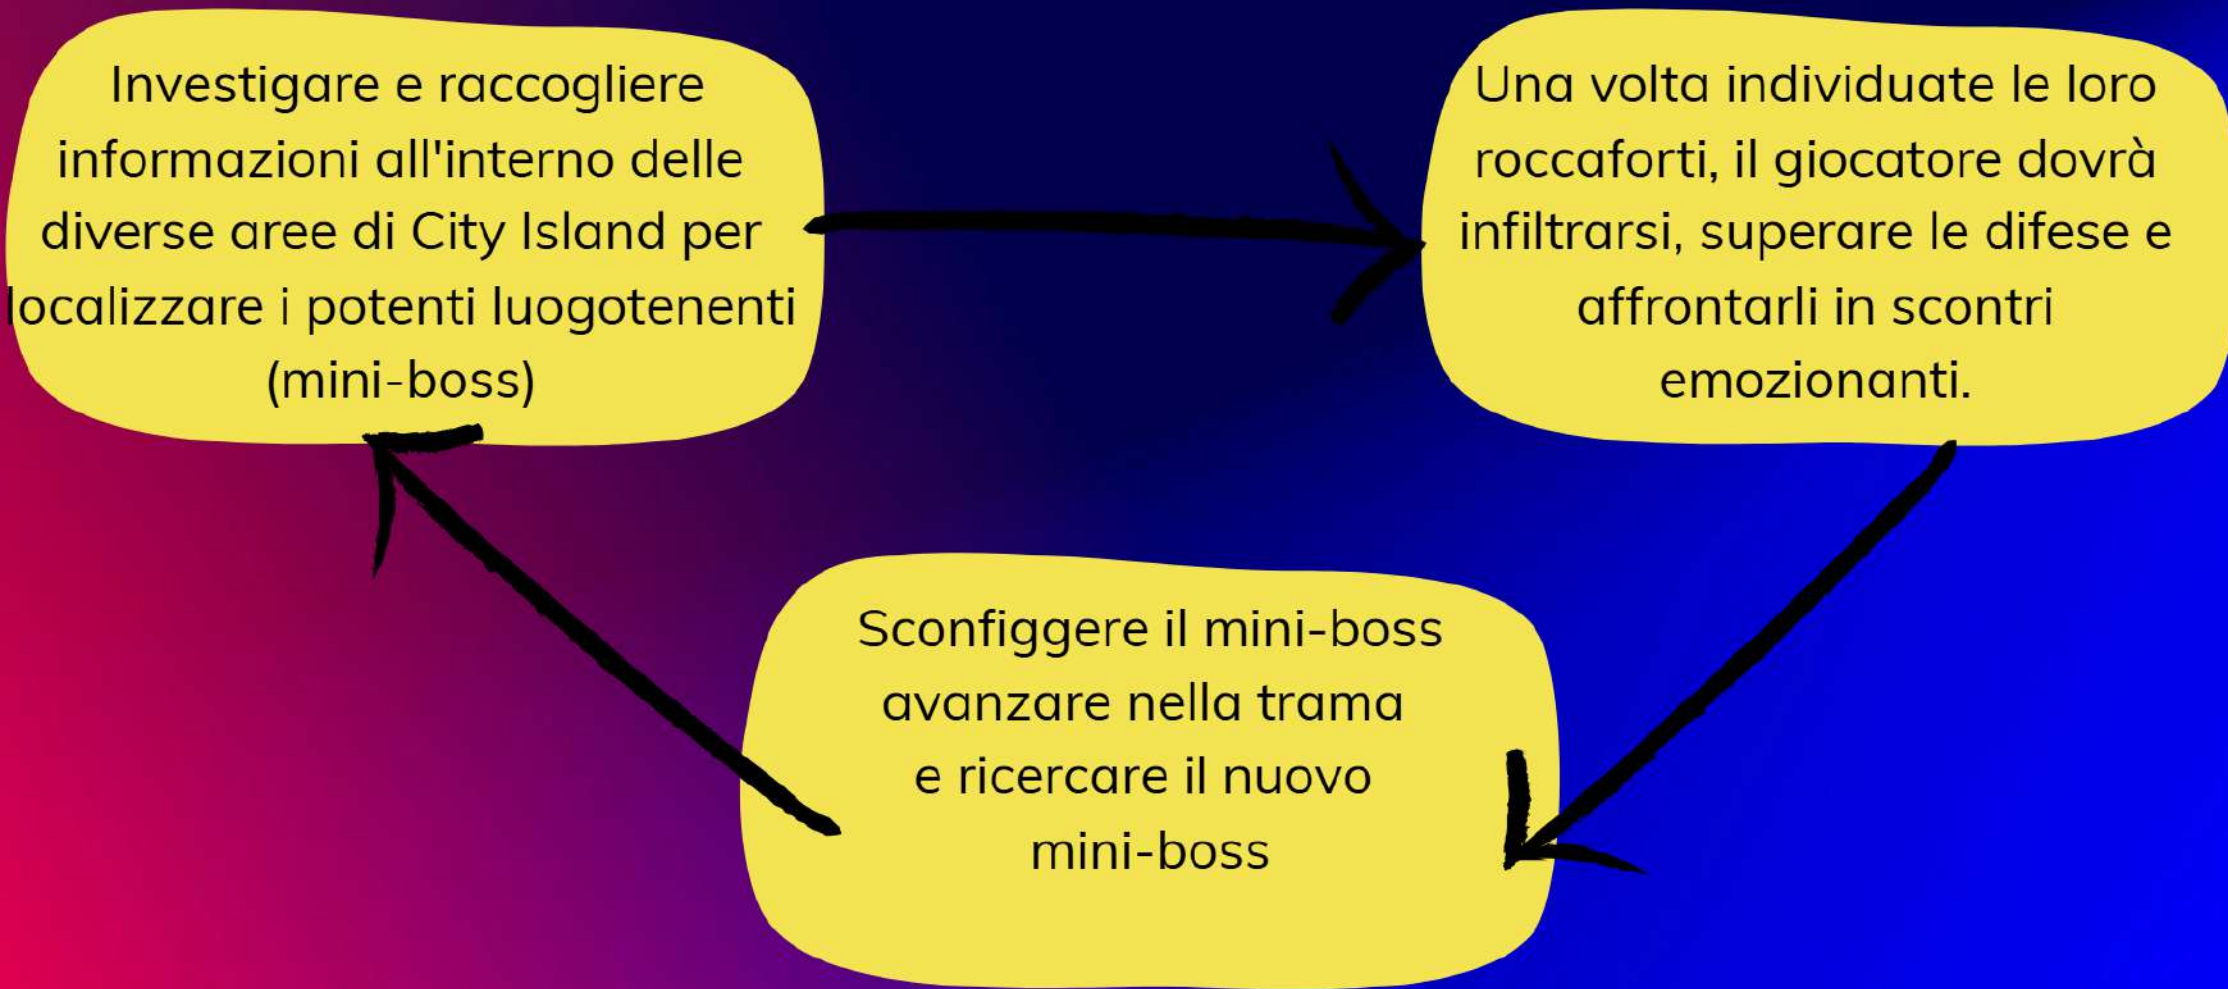 Investigare e raccogliere
informazioni all'interno delle
diverse aree di City Island per
localizzare i potenti luogotenenti
(mini-boss)
Una volta individuate le loro
roccaforti, il giocatore dovrà
infiltrarsi, superare le difese e
affrontarli in scontri
emozionanti.
Sconfiggere il mini-boss
avanzare nella trama
e ricercare il nuovo
mini-boss